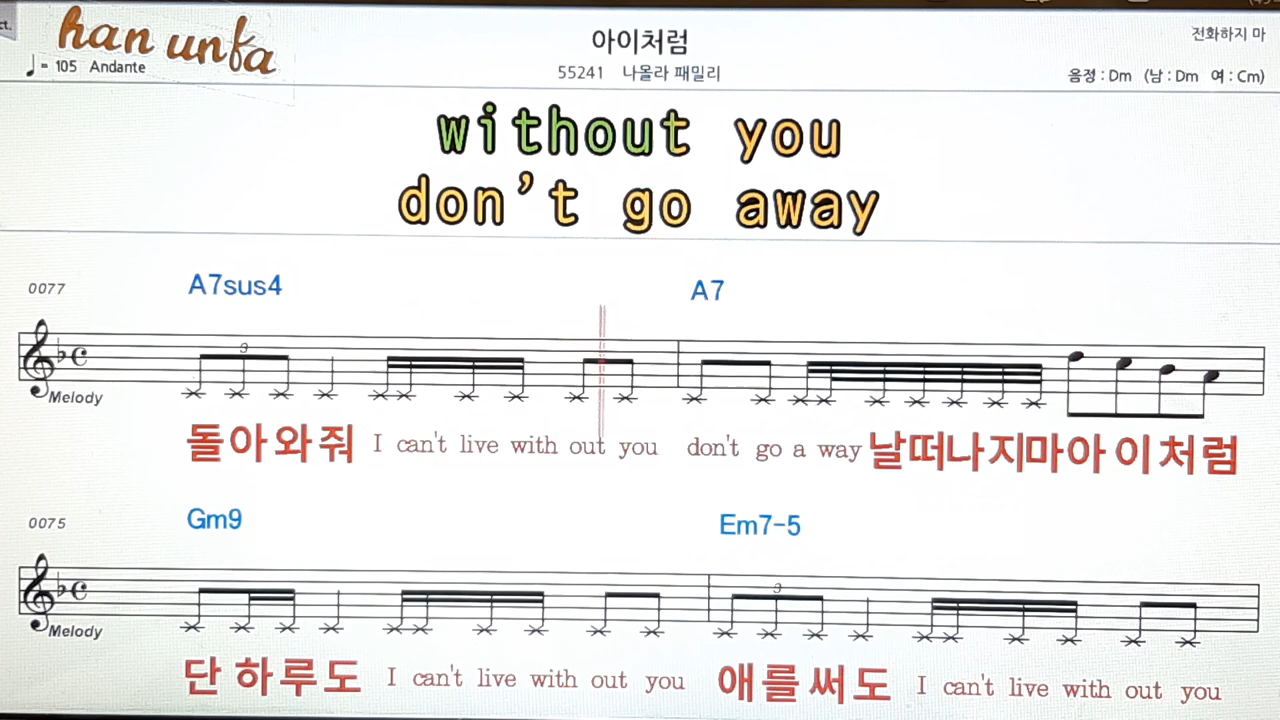 ct.
han unfa
♩= 105 Andante
아이처럼
55241 나몰라 패밀리
전화하지 마
음정 : Dm (남 : Dm 여 : Cm)
without you
don't go away
0077 A7sus4 A7
3
Melody
돌아와줘 I can't live with out you don't go a way 날떠나지마아이처럼
0075 Gm9 Em7-5
3
Melody
단하루도 I can't live with out you 애를써도 I can't live with out you